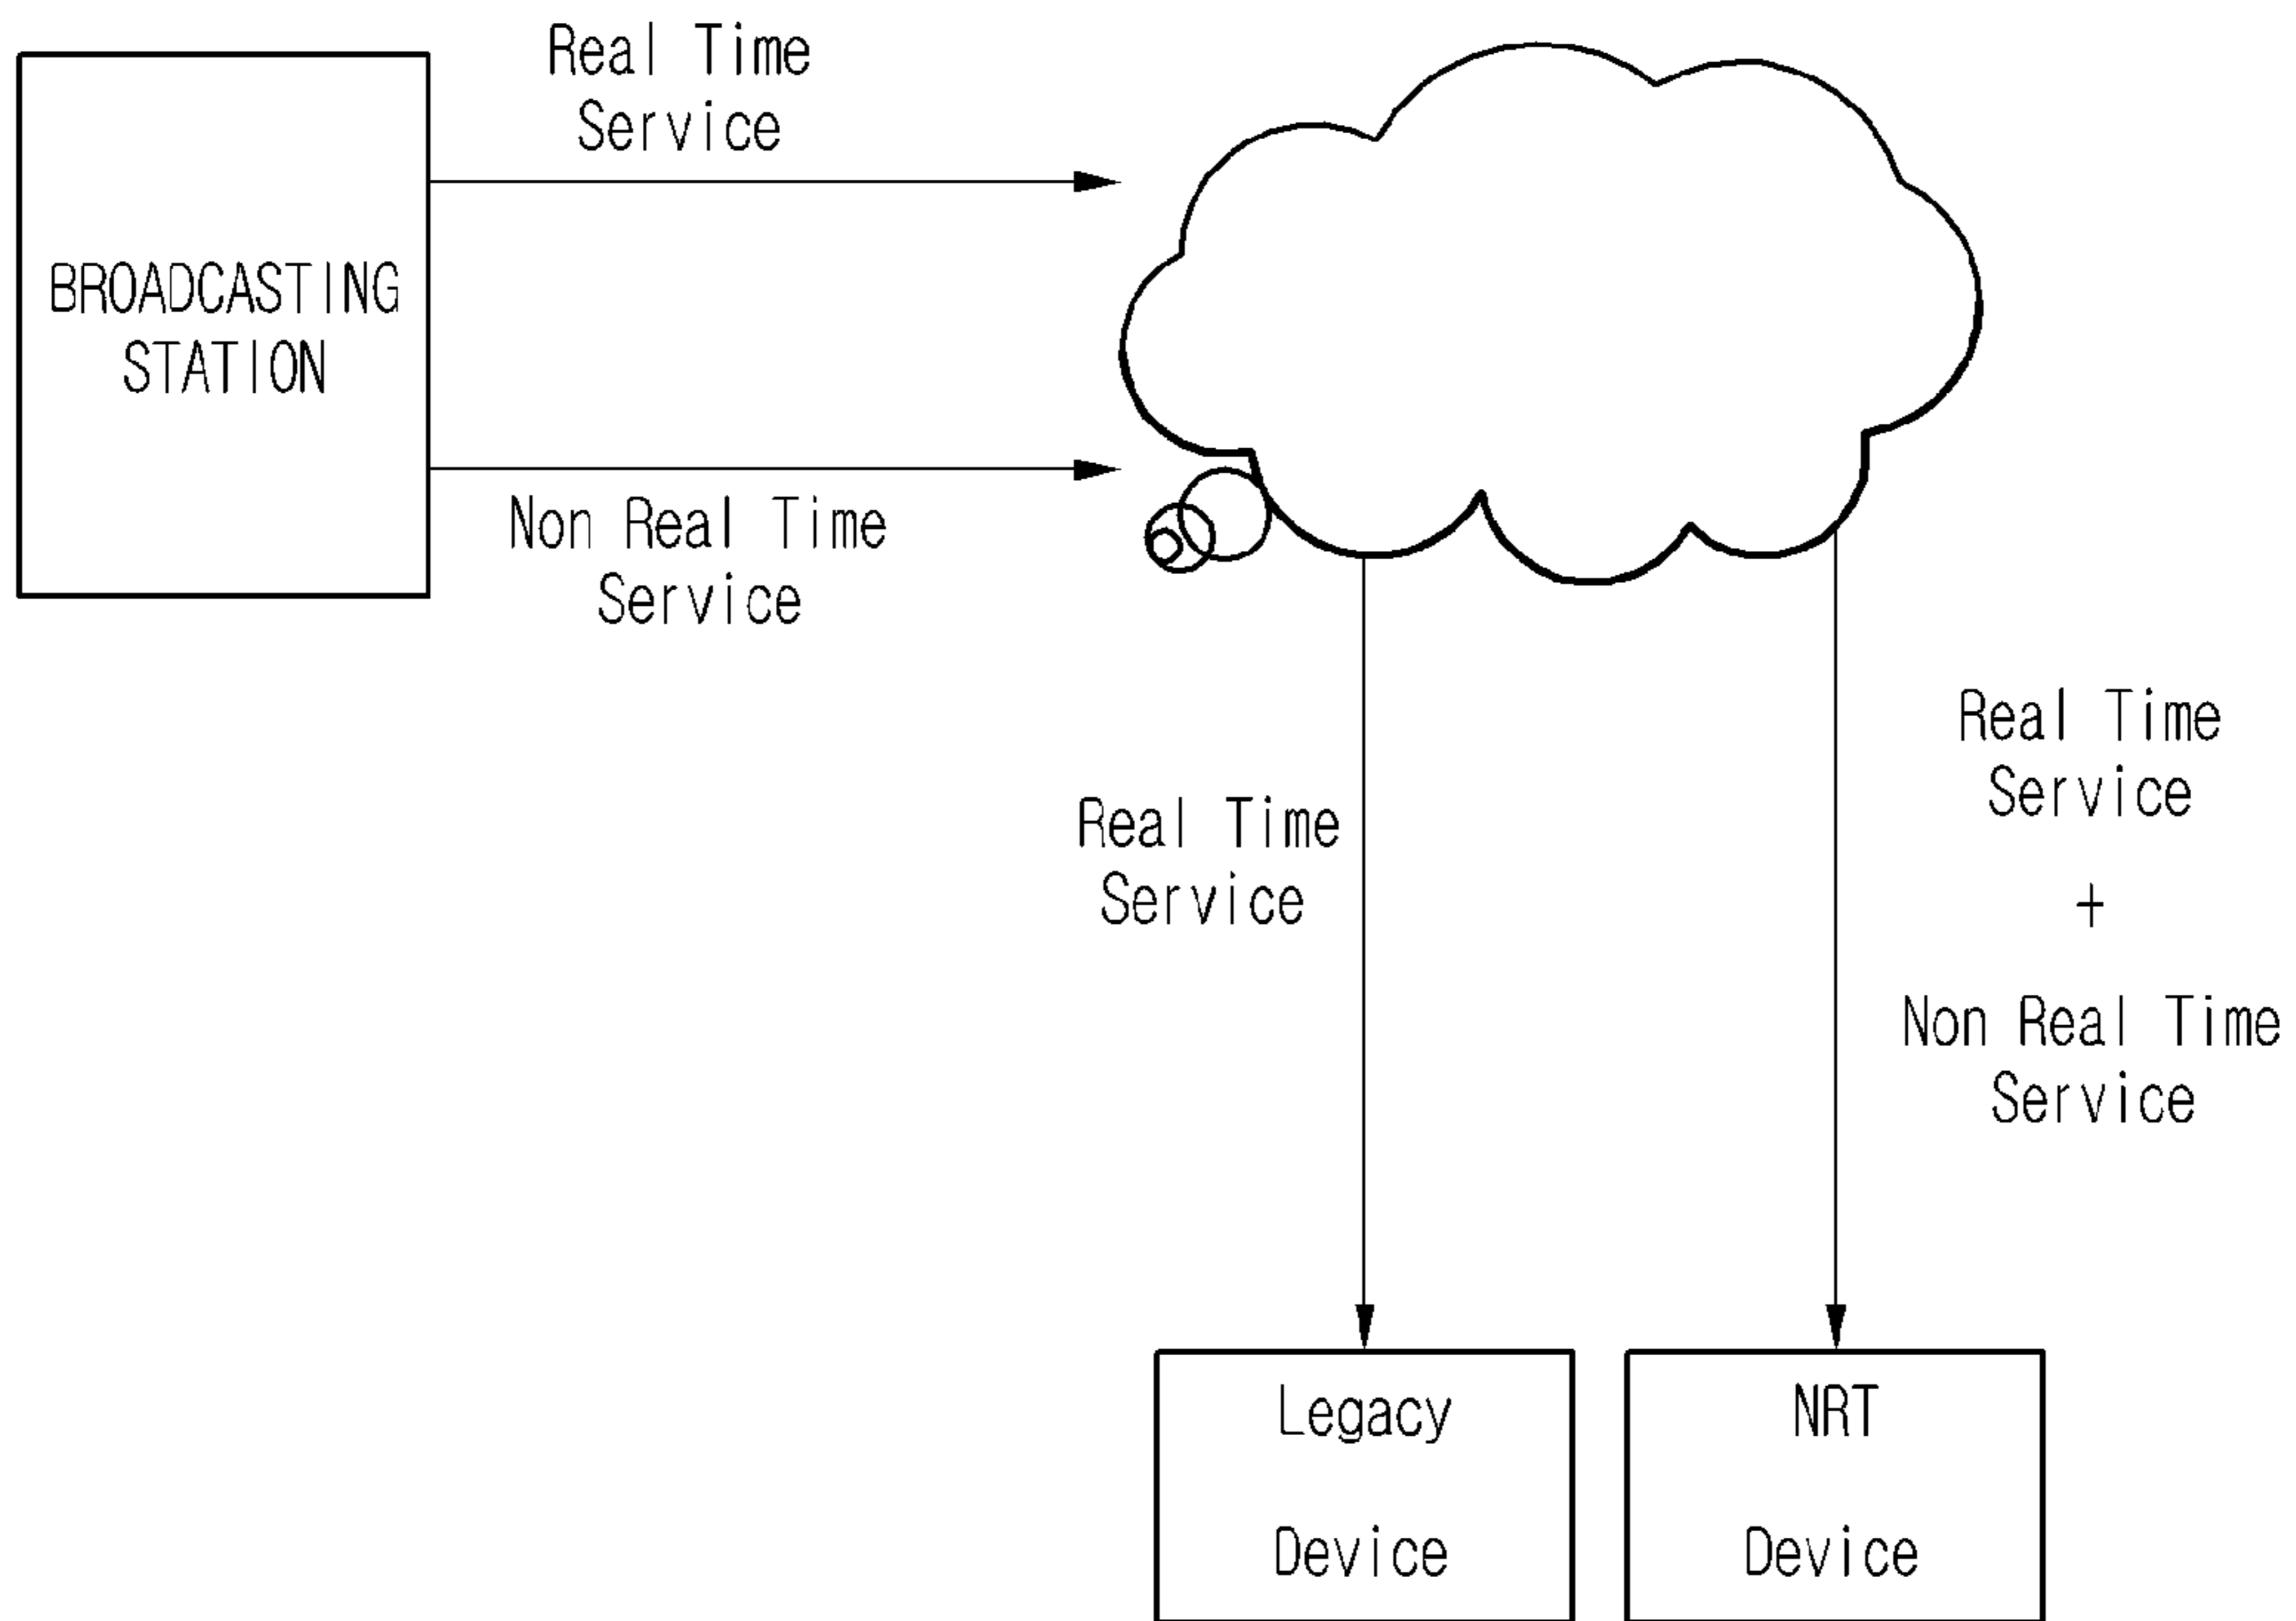 Real Time
Service
BROADCASTING
STATION
Non Real Time
Service
Real Time
Service
Real Time
Service
+
Non Real Time
Service
Legacy
Device
NRT
Device